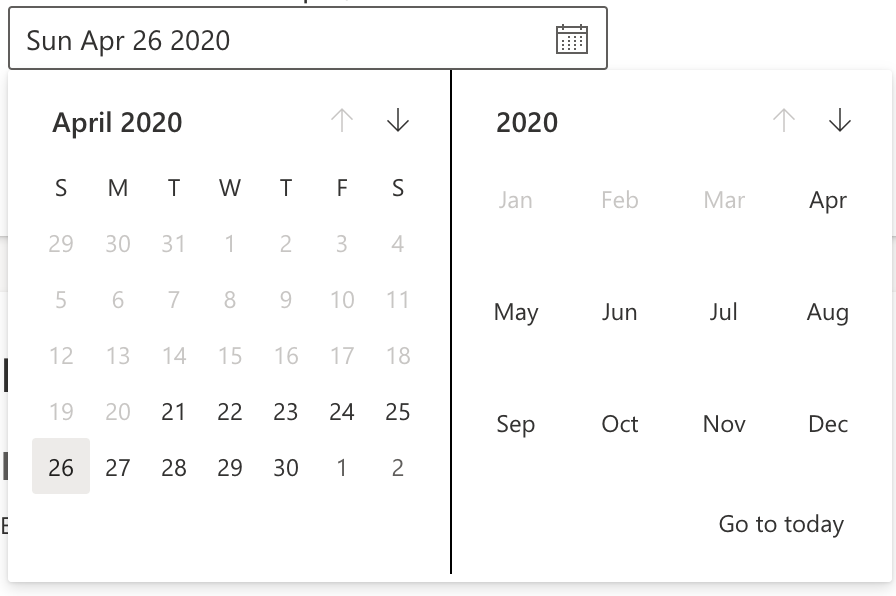 Sun Apr 26 2020
April 2020
S M T W T F S
29 30 31 1 2 3 4
5 6 7 8 9 10 11
12 13 14 15 16 17 18
19 20 21 22 23 24 25
26 27 28 29 30 1 2
2020
Jan Feb Mar Apr
May Jun Jul Aug
Sep Oct Nov Dec
Go to today